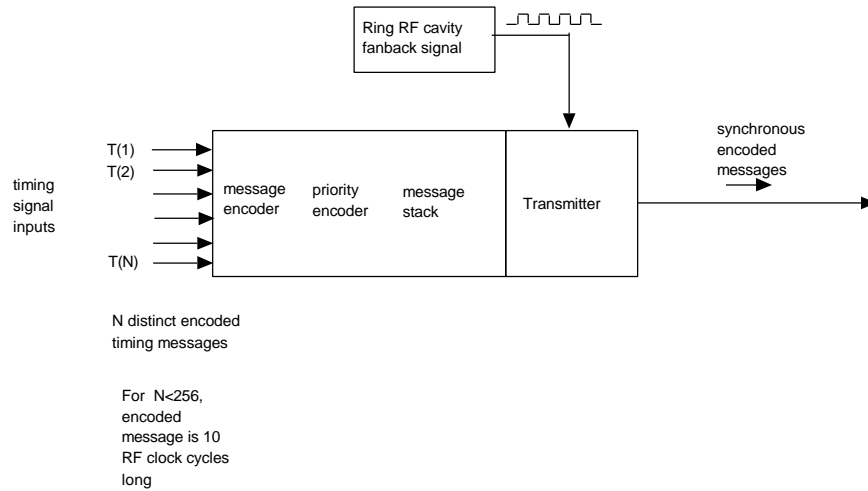 Ring RF cavity
fanback signal
T(1)
T(2)
T(N)
timing
signal
inputs
message
encoder
priority
encoder
message
stack
Transmitter
synchronous
encoded
messages
N distinct encoded
timing messages
For N<256,
encoded
message is 10
RF clock cycles
long